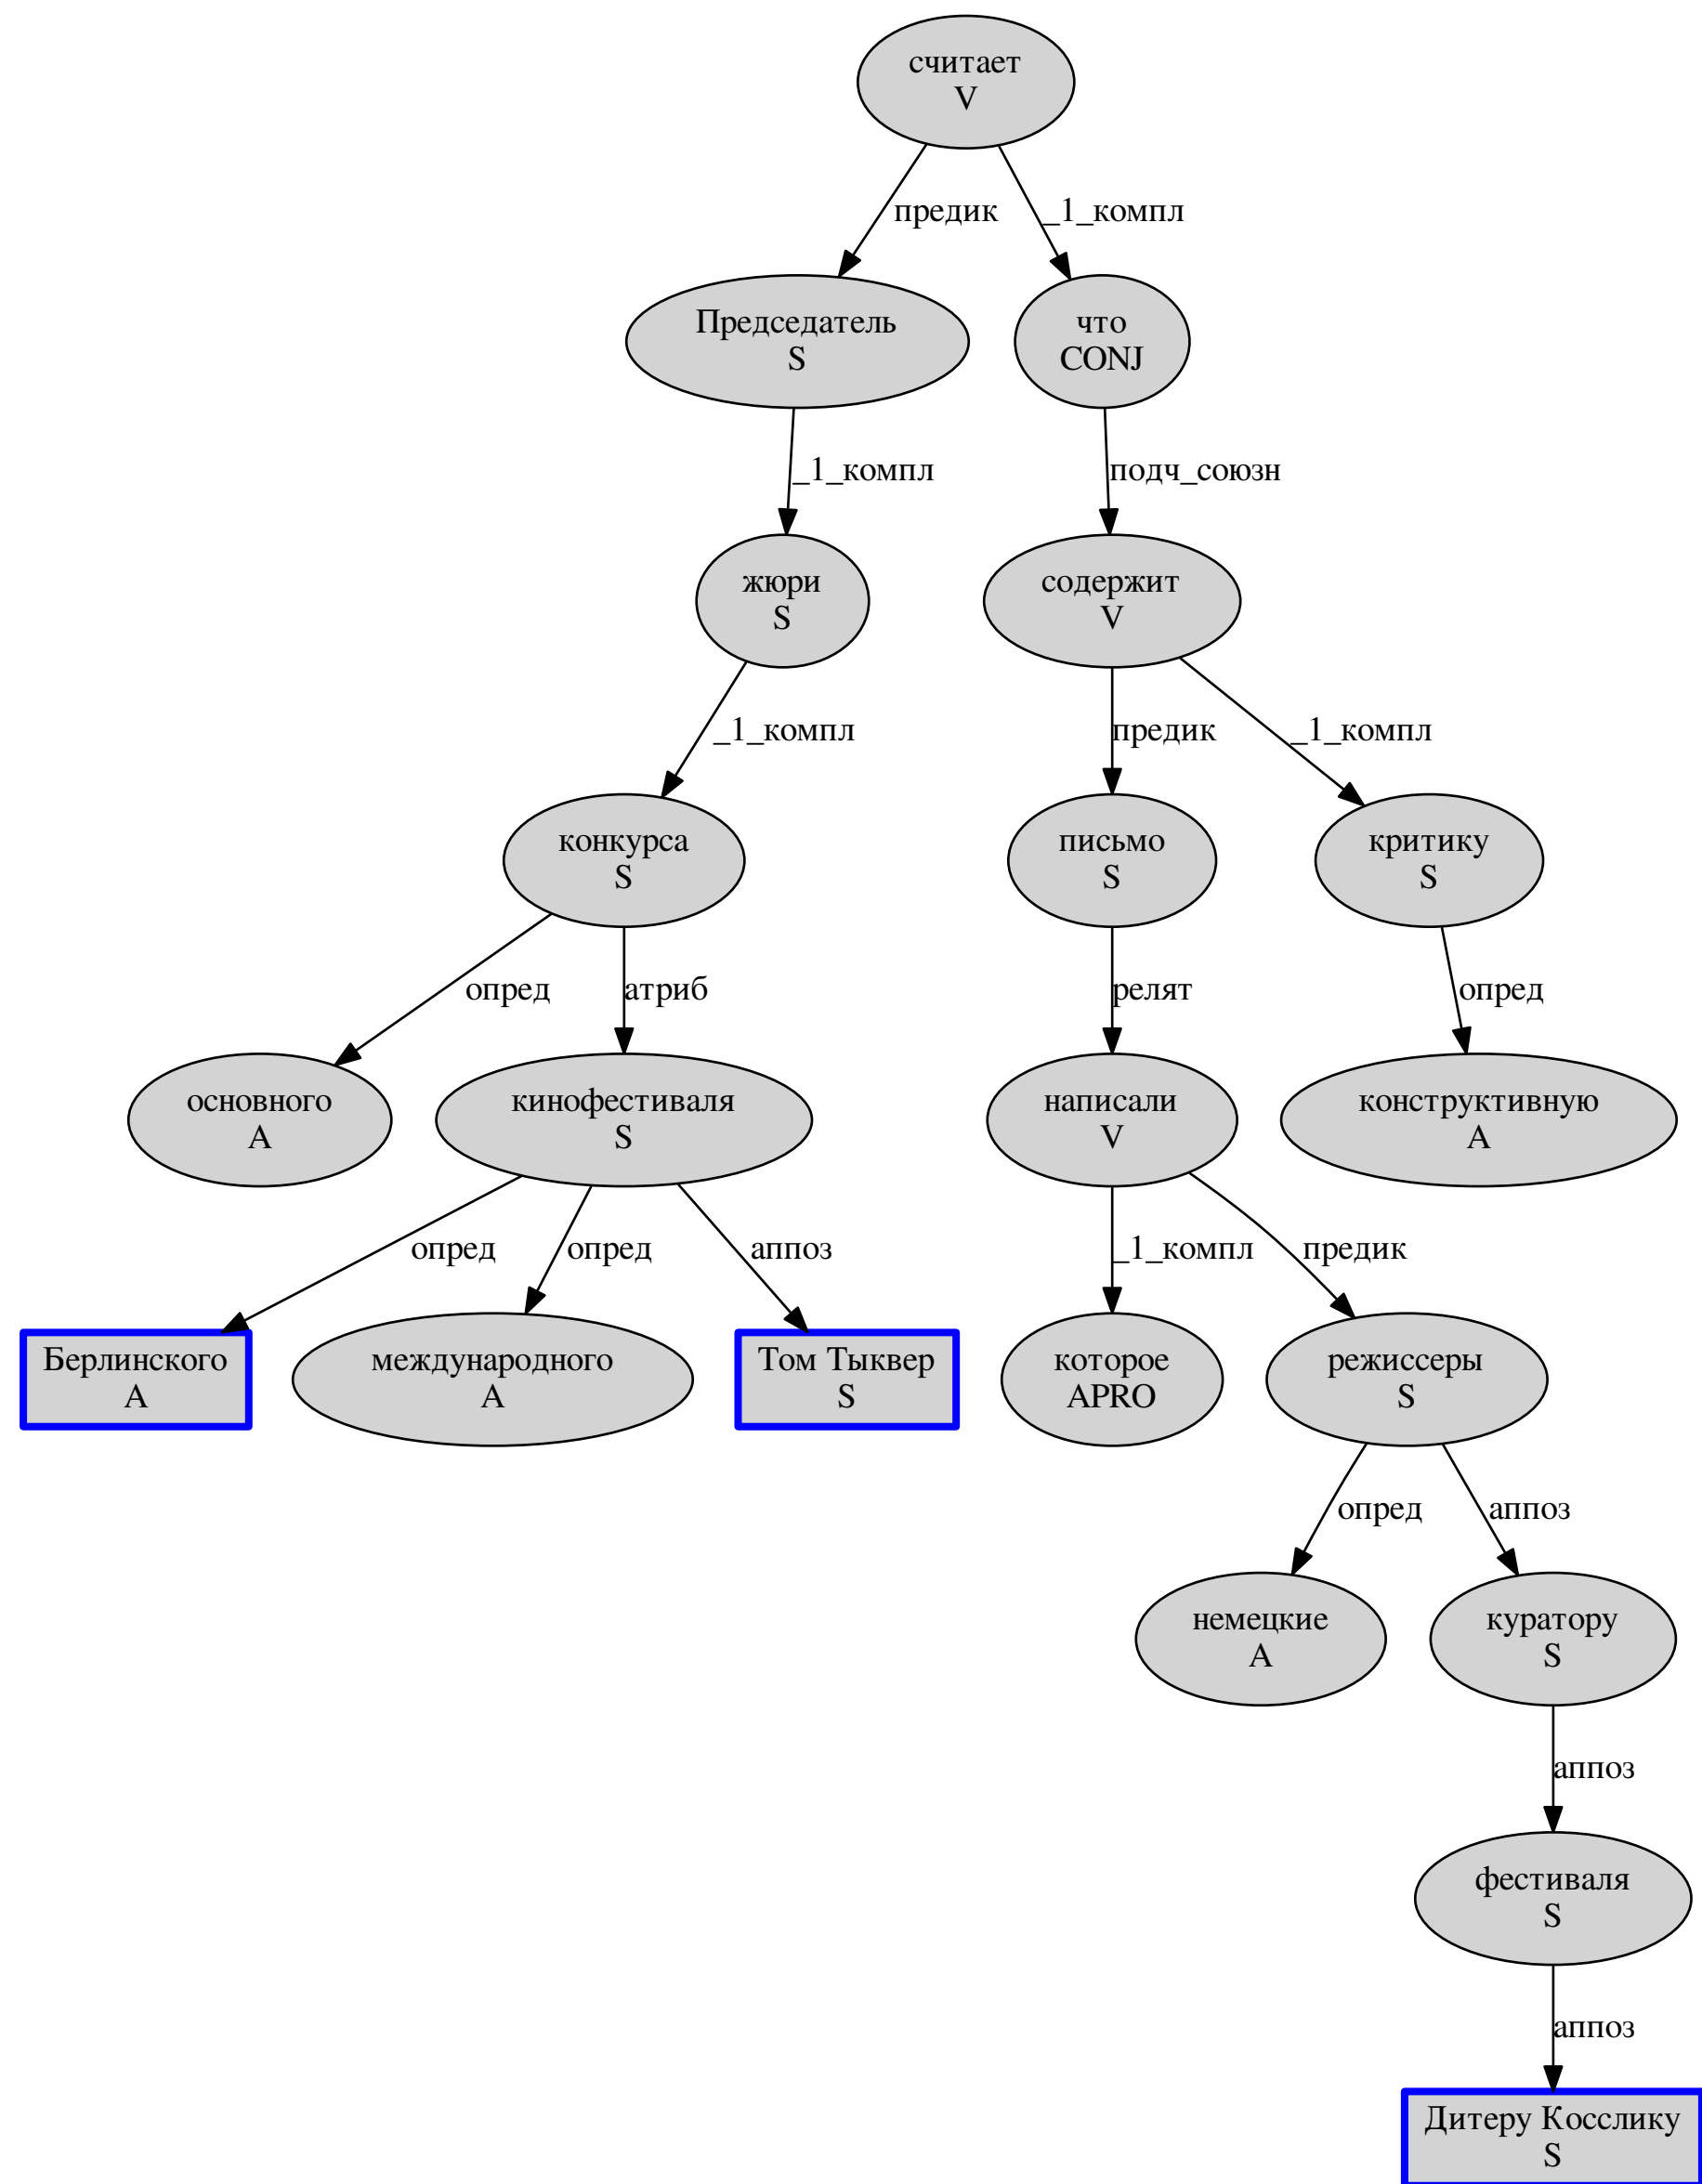 считает
V
предик
_1_компл
Председатель
S
что
CONJ
_1_компл
подч_союзн
жюри
S
содержит
V
_1_компл
предик
_1_компл
конкурса
S
письмо
S
критику
S
опред
атриб
релят
опред
основного
A
кинофестиваля
S
написали
V
конструктивную
A
опред
опред
аппоз
_1_компл
предик
Берлинского
A
международного
A
Том Тыквер
S
которое
APRO
режиссеры
S
опред
аппоз
немецкие
A
куратору
S
аппоз
фестиваля
S
аппоз
Дитеру Косслику
S